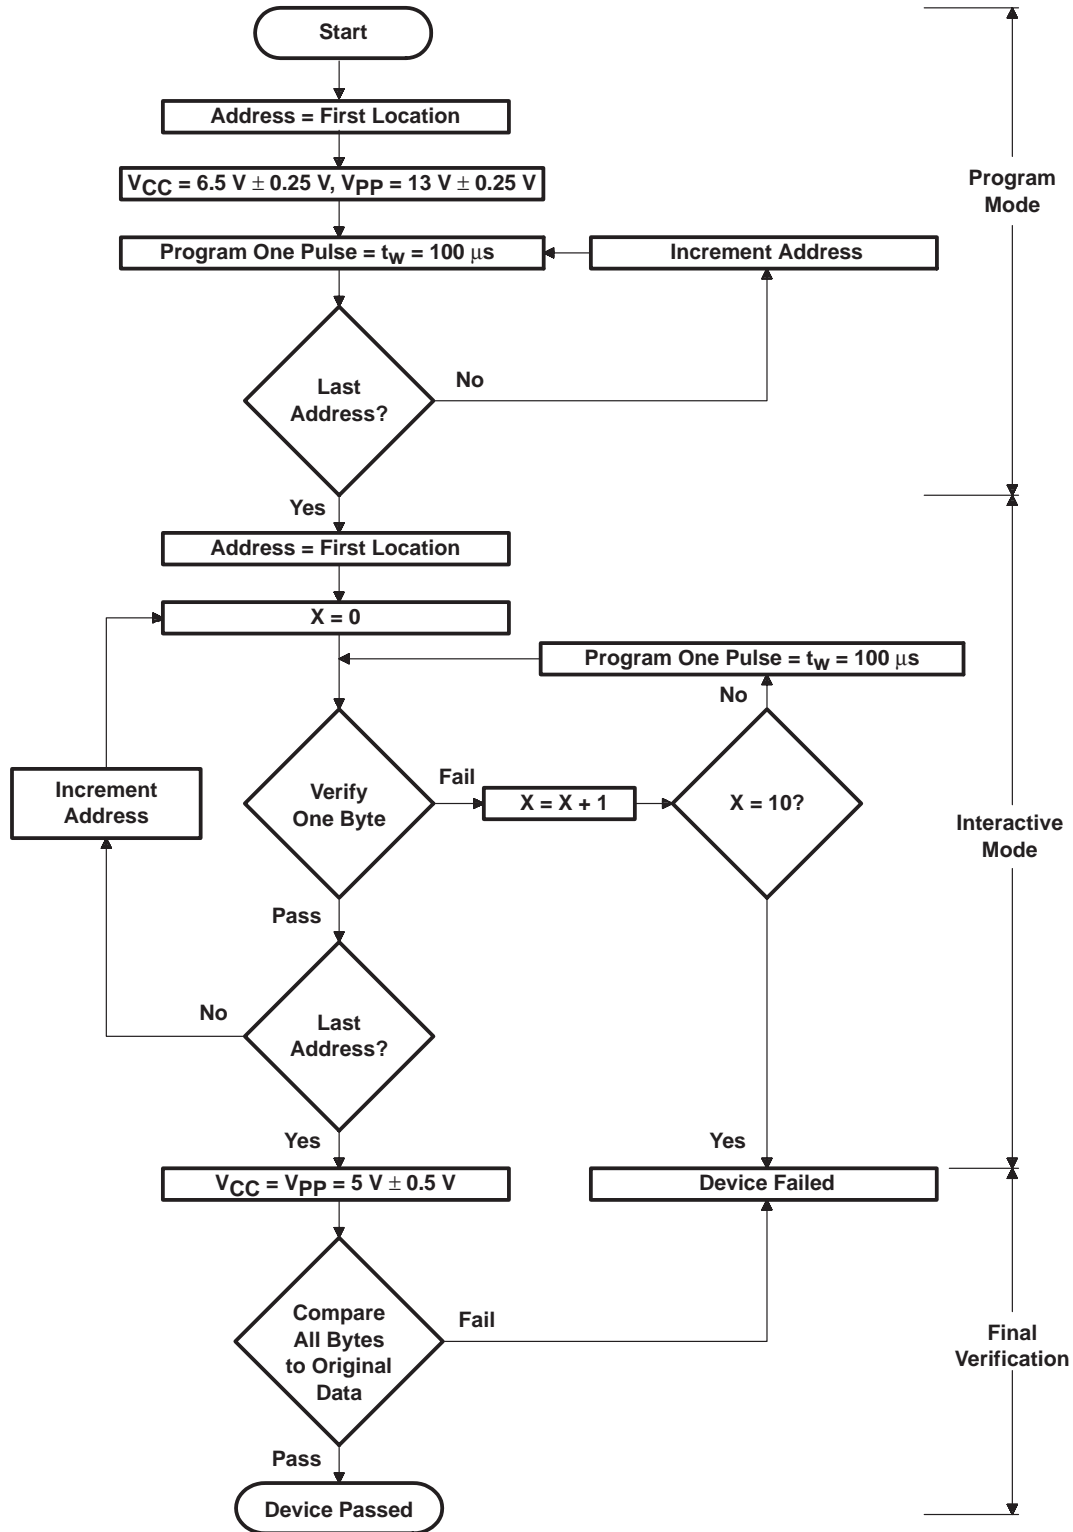 Start
Address = First Location
VCC = 6.5 V ± 0.25 V, VPP = 13 V ± 0.25 V
Program
Mode
Program One Pulse = tw = 100 μs
Increment Address
Last
Address?
No
Yes
Address = First Location
X = 0
Program One Pulse = tw = 100 μs
No
Increment
Address
Verify
One Byte
Fail
X = X + 1
X = 10?
Interactive
Mode
Pass
No
Last
Address?
Yes
Yes
VCC = VPP = 5 V ± 0.5 V
Device Failed
Compare
All Bytes
to Original
Data
Fail
Final
Verification
Pass
Device Passed